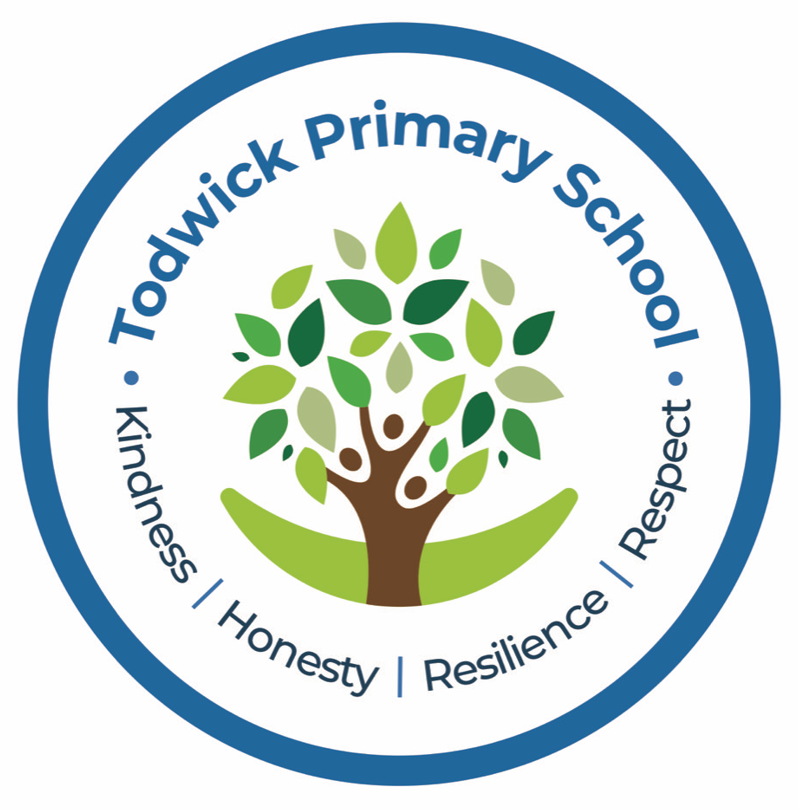 Todwick Primary School
Kindness | Honesty | Resilience | Respect